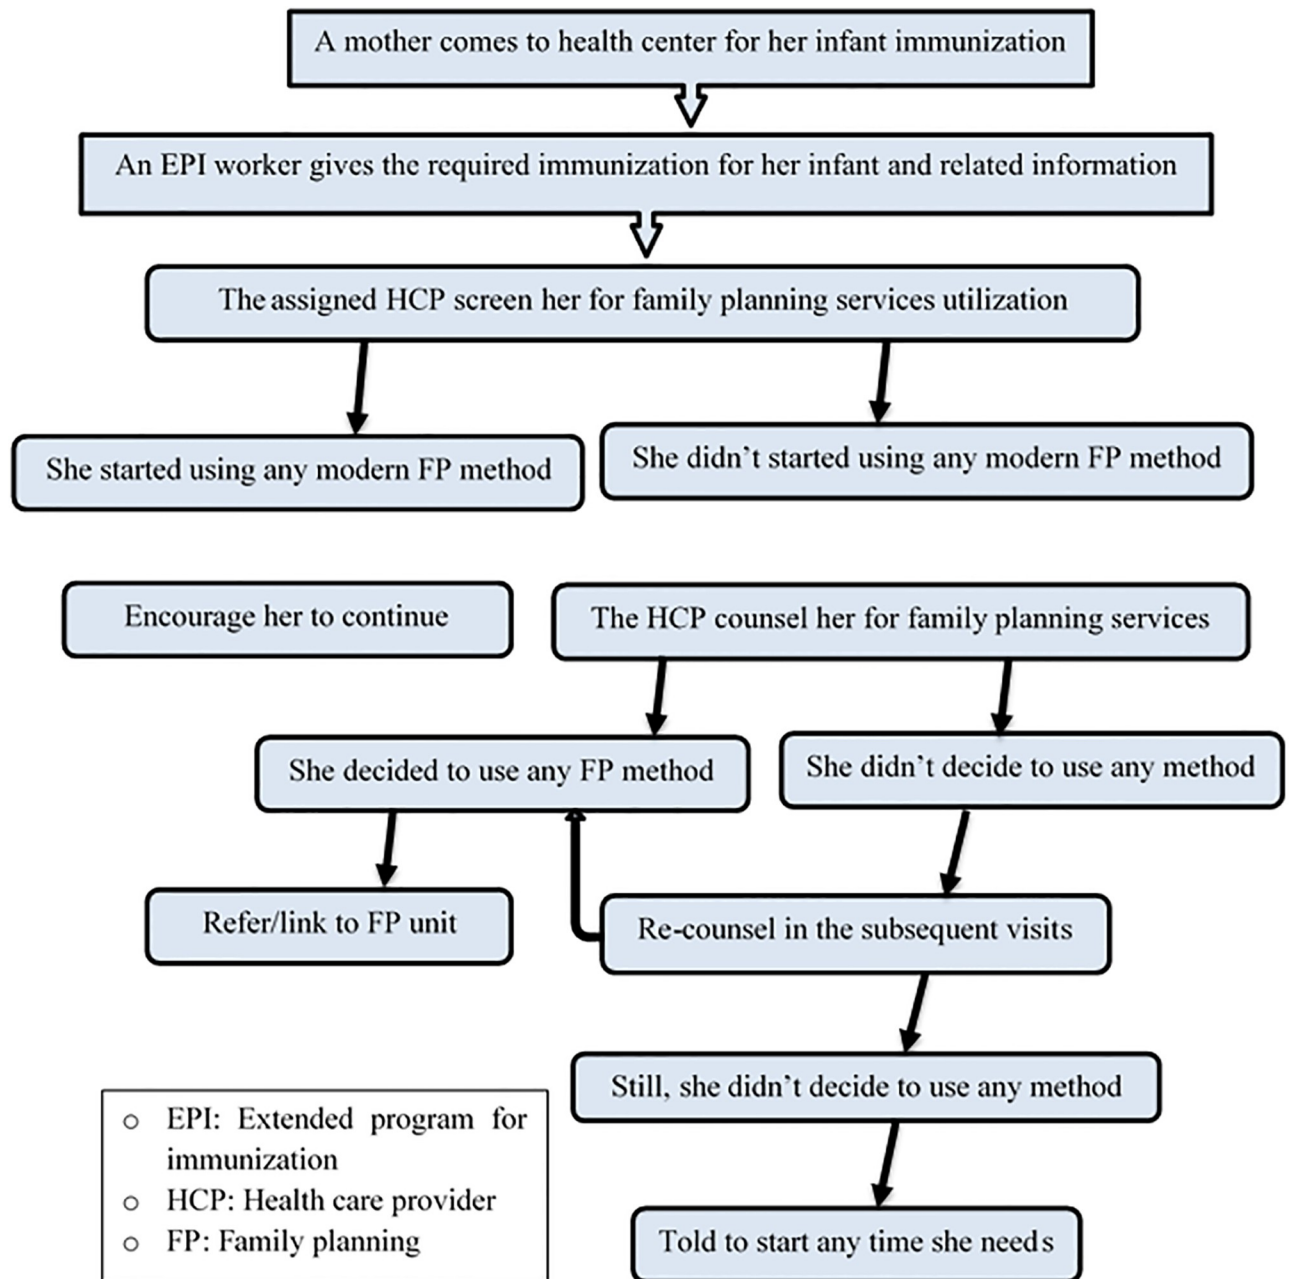 A mother comes to health center for her infant immunization
An EPI worker gives the required immunization for her infant and related information
The assigned HCP screen her for family planning services utilization
She started using any modern FP method
She didn't started using any modern FP method
Encourage her to continue
The HCP counsel her for family planning services
She decided to use any FP method
She didn't decide to use any method
Refer/link to FP unit
Re-counsel in the subsequent visits
Still, she didn't decide to use any method
Told to start any time she needs
○ EPI: Extended program for
immunization
○ HCP: Health care provider
○ FP: Family planning